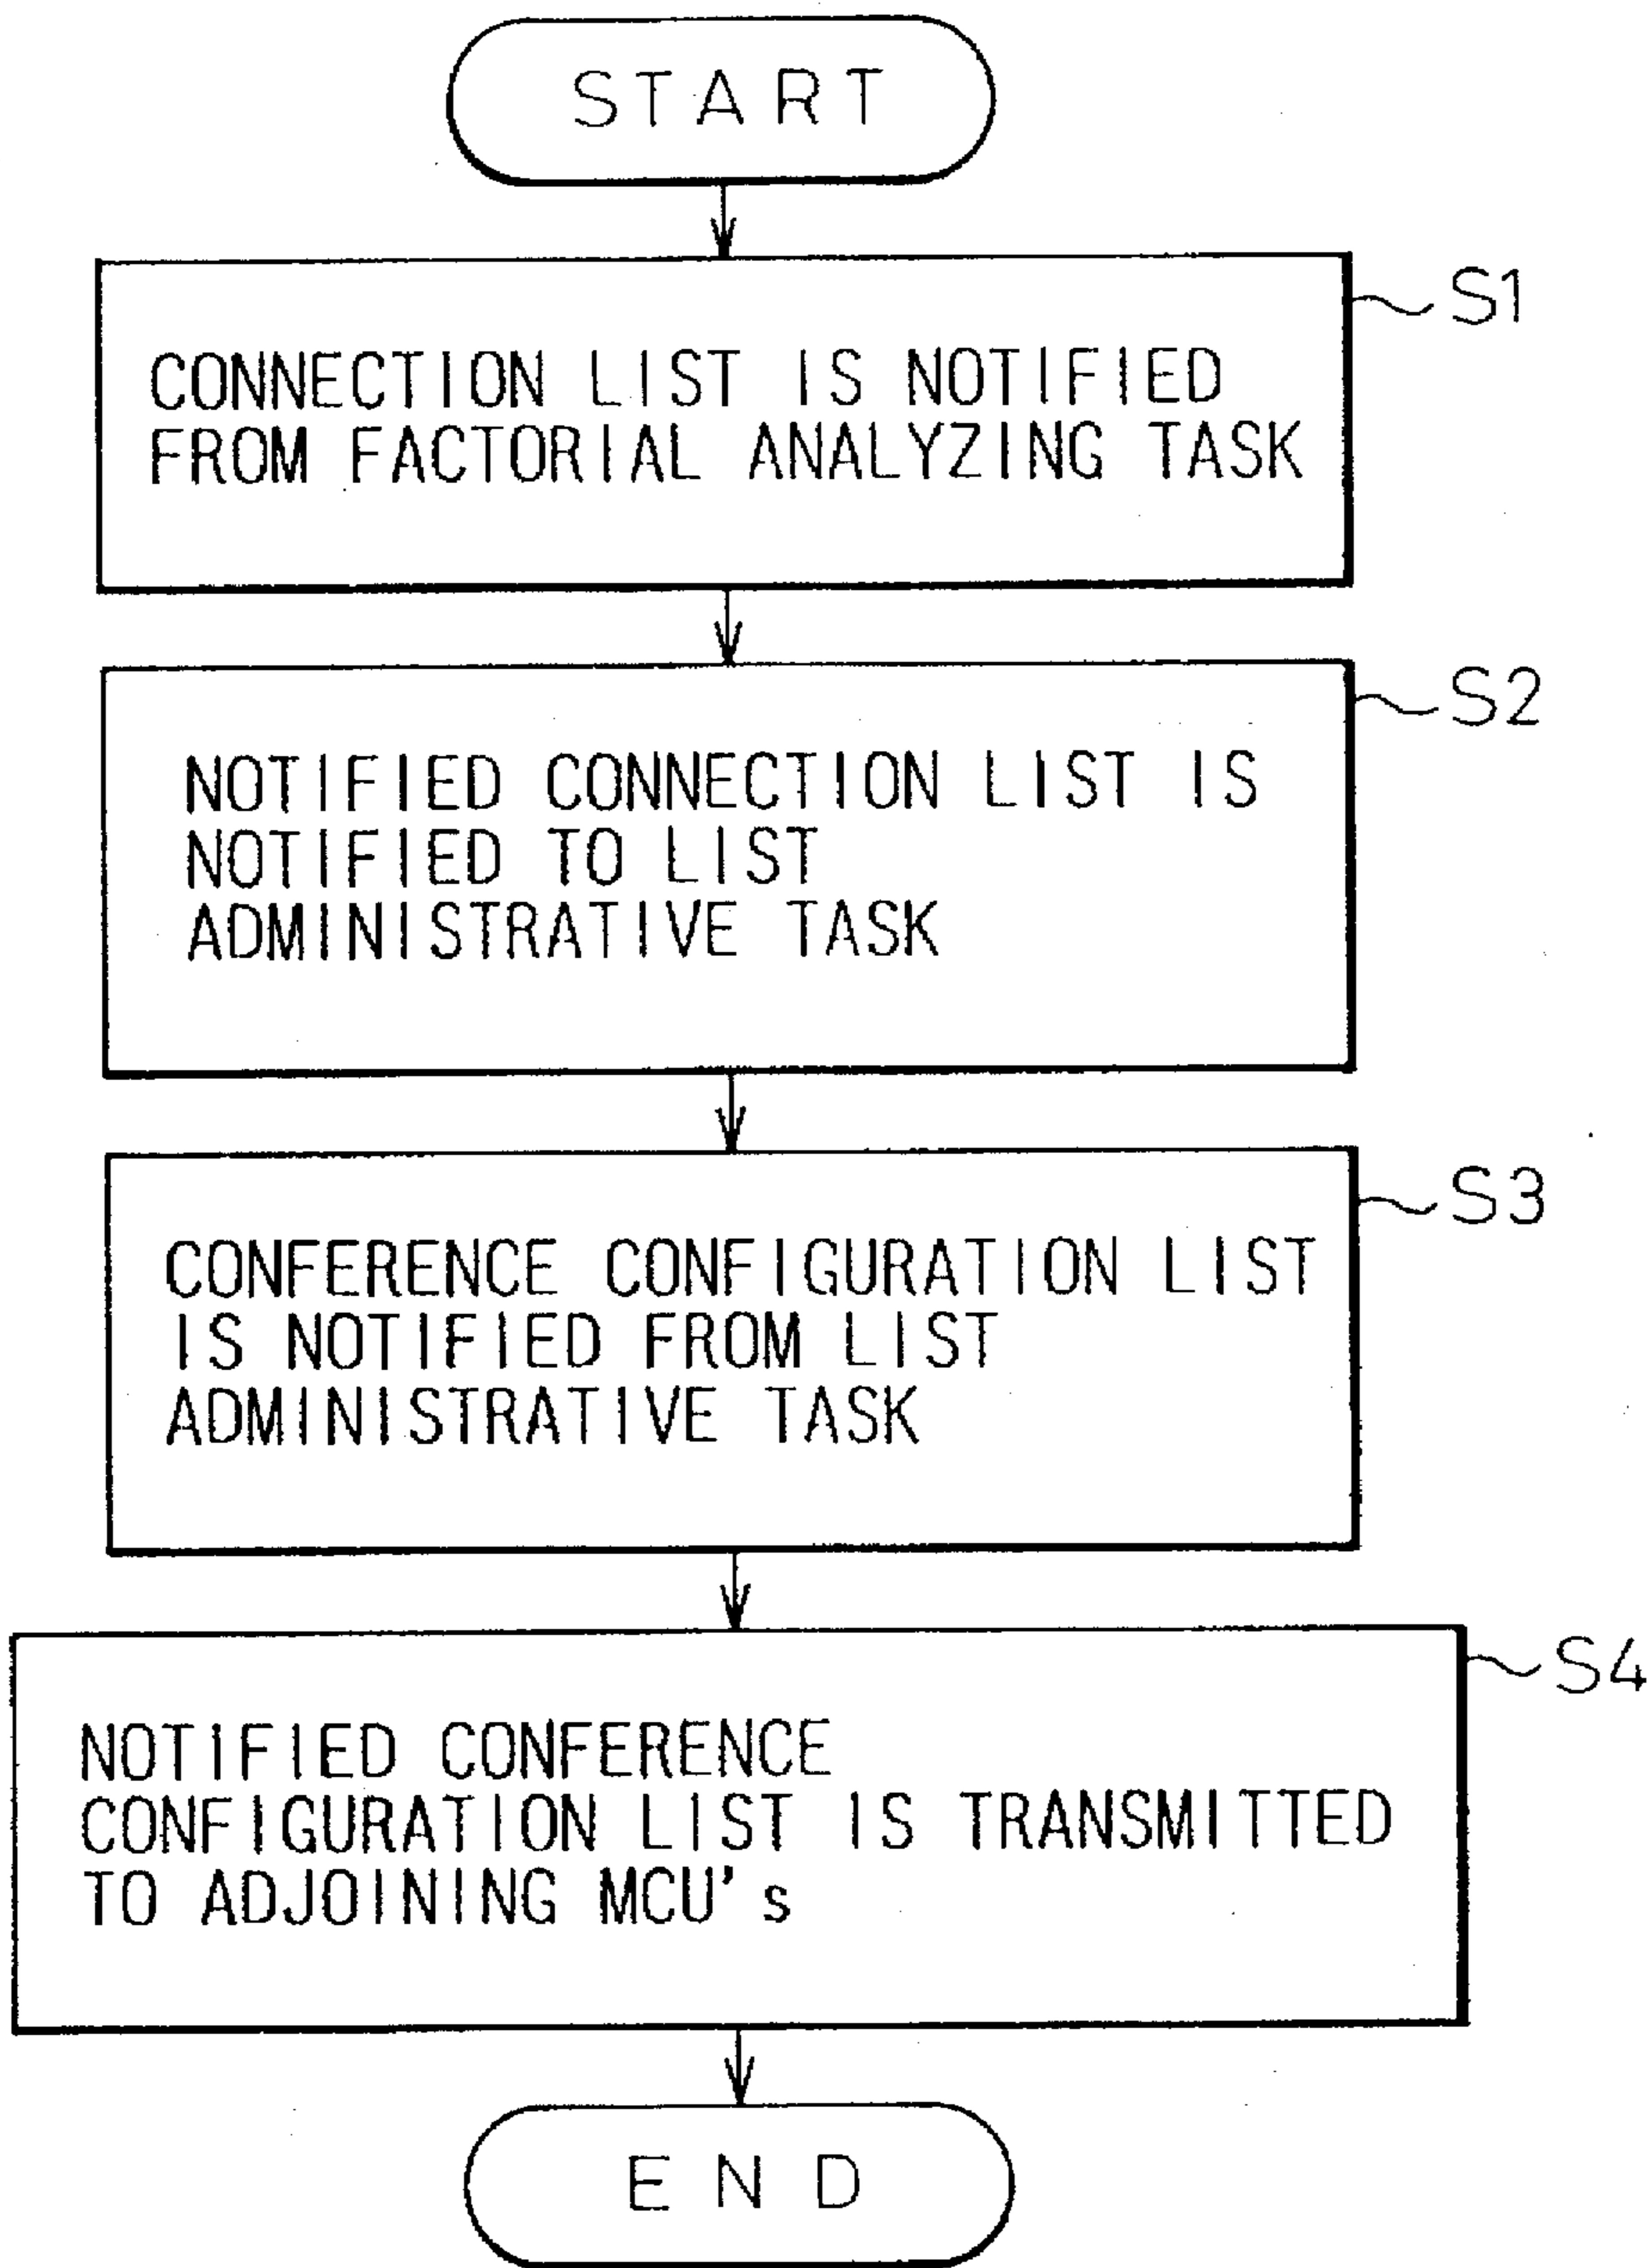 START
S1
CONNECTION LIST IS NOTIFIED
FROM FACTORIAL ANALYZING TASK
S2
NOTIFIED CONNECTION LIST IS
NOTIFIED TO LIST
ADMINISTRATIVE TASK
S3
CONFERENCE CONFIGURATION LIST
IS NOTIFIED FROM LIST
ADMINISTRATIVE TASK
S4
NOTIFIED CONFERENCE
CONFIGURATION LIST IS TRANSMITTED
TO ADJOINING MCU's
END